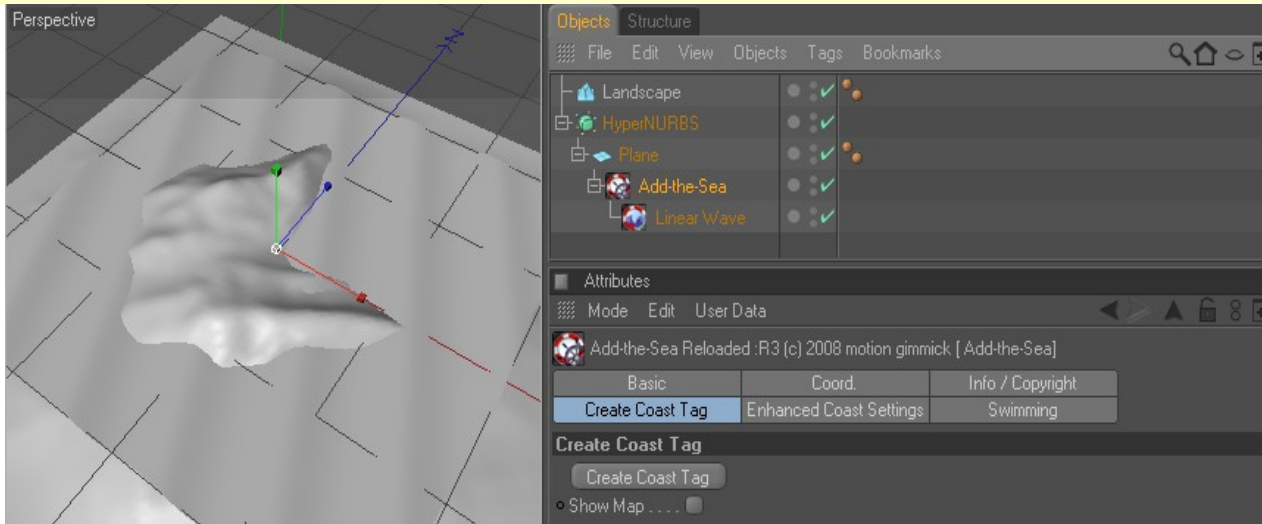 Perspective
Objects Structure
File Edit View Objects Tags Bookmarks
Landscape
HyperNURBS
Plane
Add-the-Sea
Linear Wave
Attributes
Mode Edit User Data
Add-the-Sea Reloaded :R3 (c) 2008 motion gimmick [ Add-the-Sea]
Basic Coord. Info / Copyright
Create Coast Tag Enhanced Coast Settings Swimming
Create Coast Tag
Create Coast Tag
Show Map . . . .